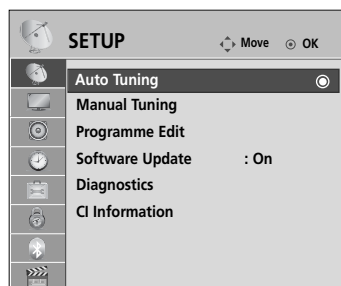 SETUP Move OK
Auto Tuning
Manual Tuning
Programme Edit
Software Update : On
Diagnostics
CI Information